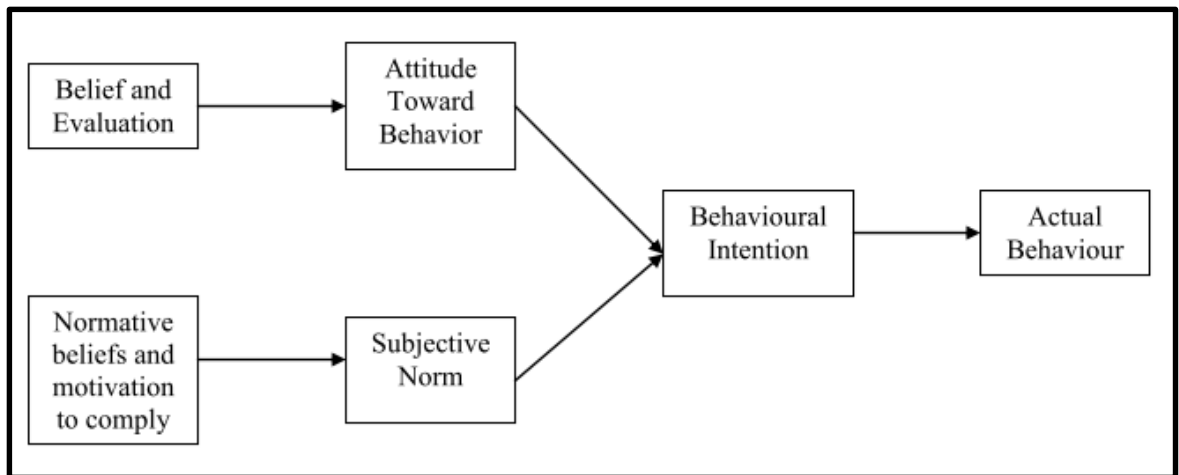 Belief and
Evaluation
Attitude
Toward
Behavior
Normative
beliefs and
motivation
to comply
Subjective
Norm
Behavioural
Intention
Actual
Behaviour